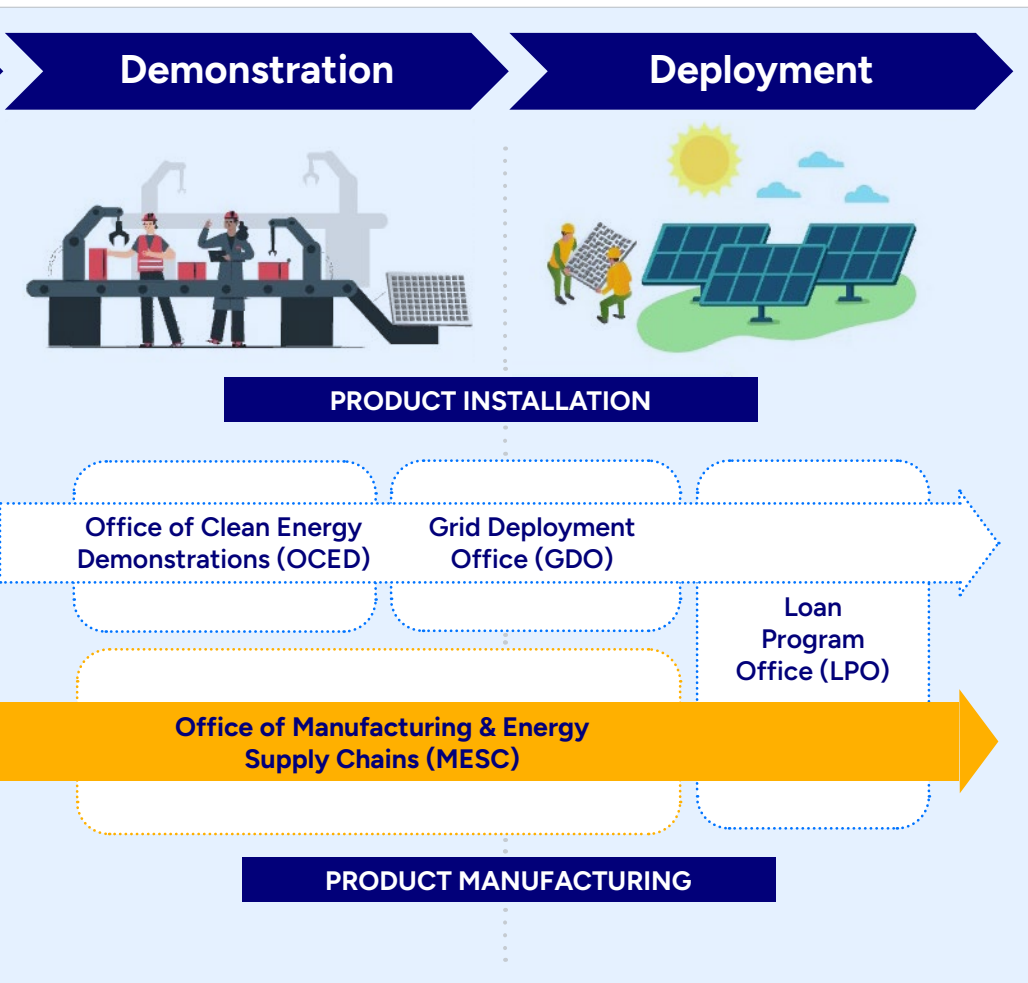 Demonstration
Deployment
PRODUCT INSTALLATION
Office of Clean Energy
Demonstrations (OCED)
Grid Deployment
Office (GDO)
Loan
Program
Office (LPO)
Office of Manufacturing & Energy
Supply Chains (MESC)
PRODUCT MANUFACTURING